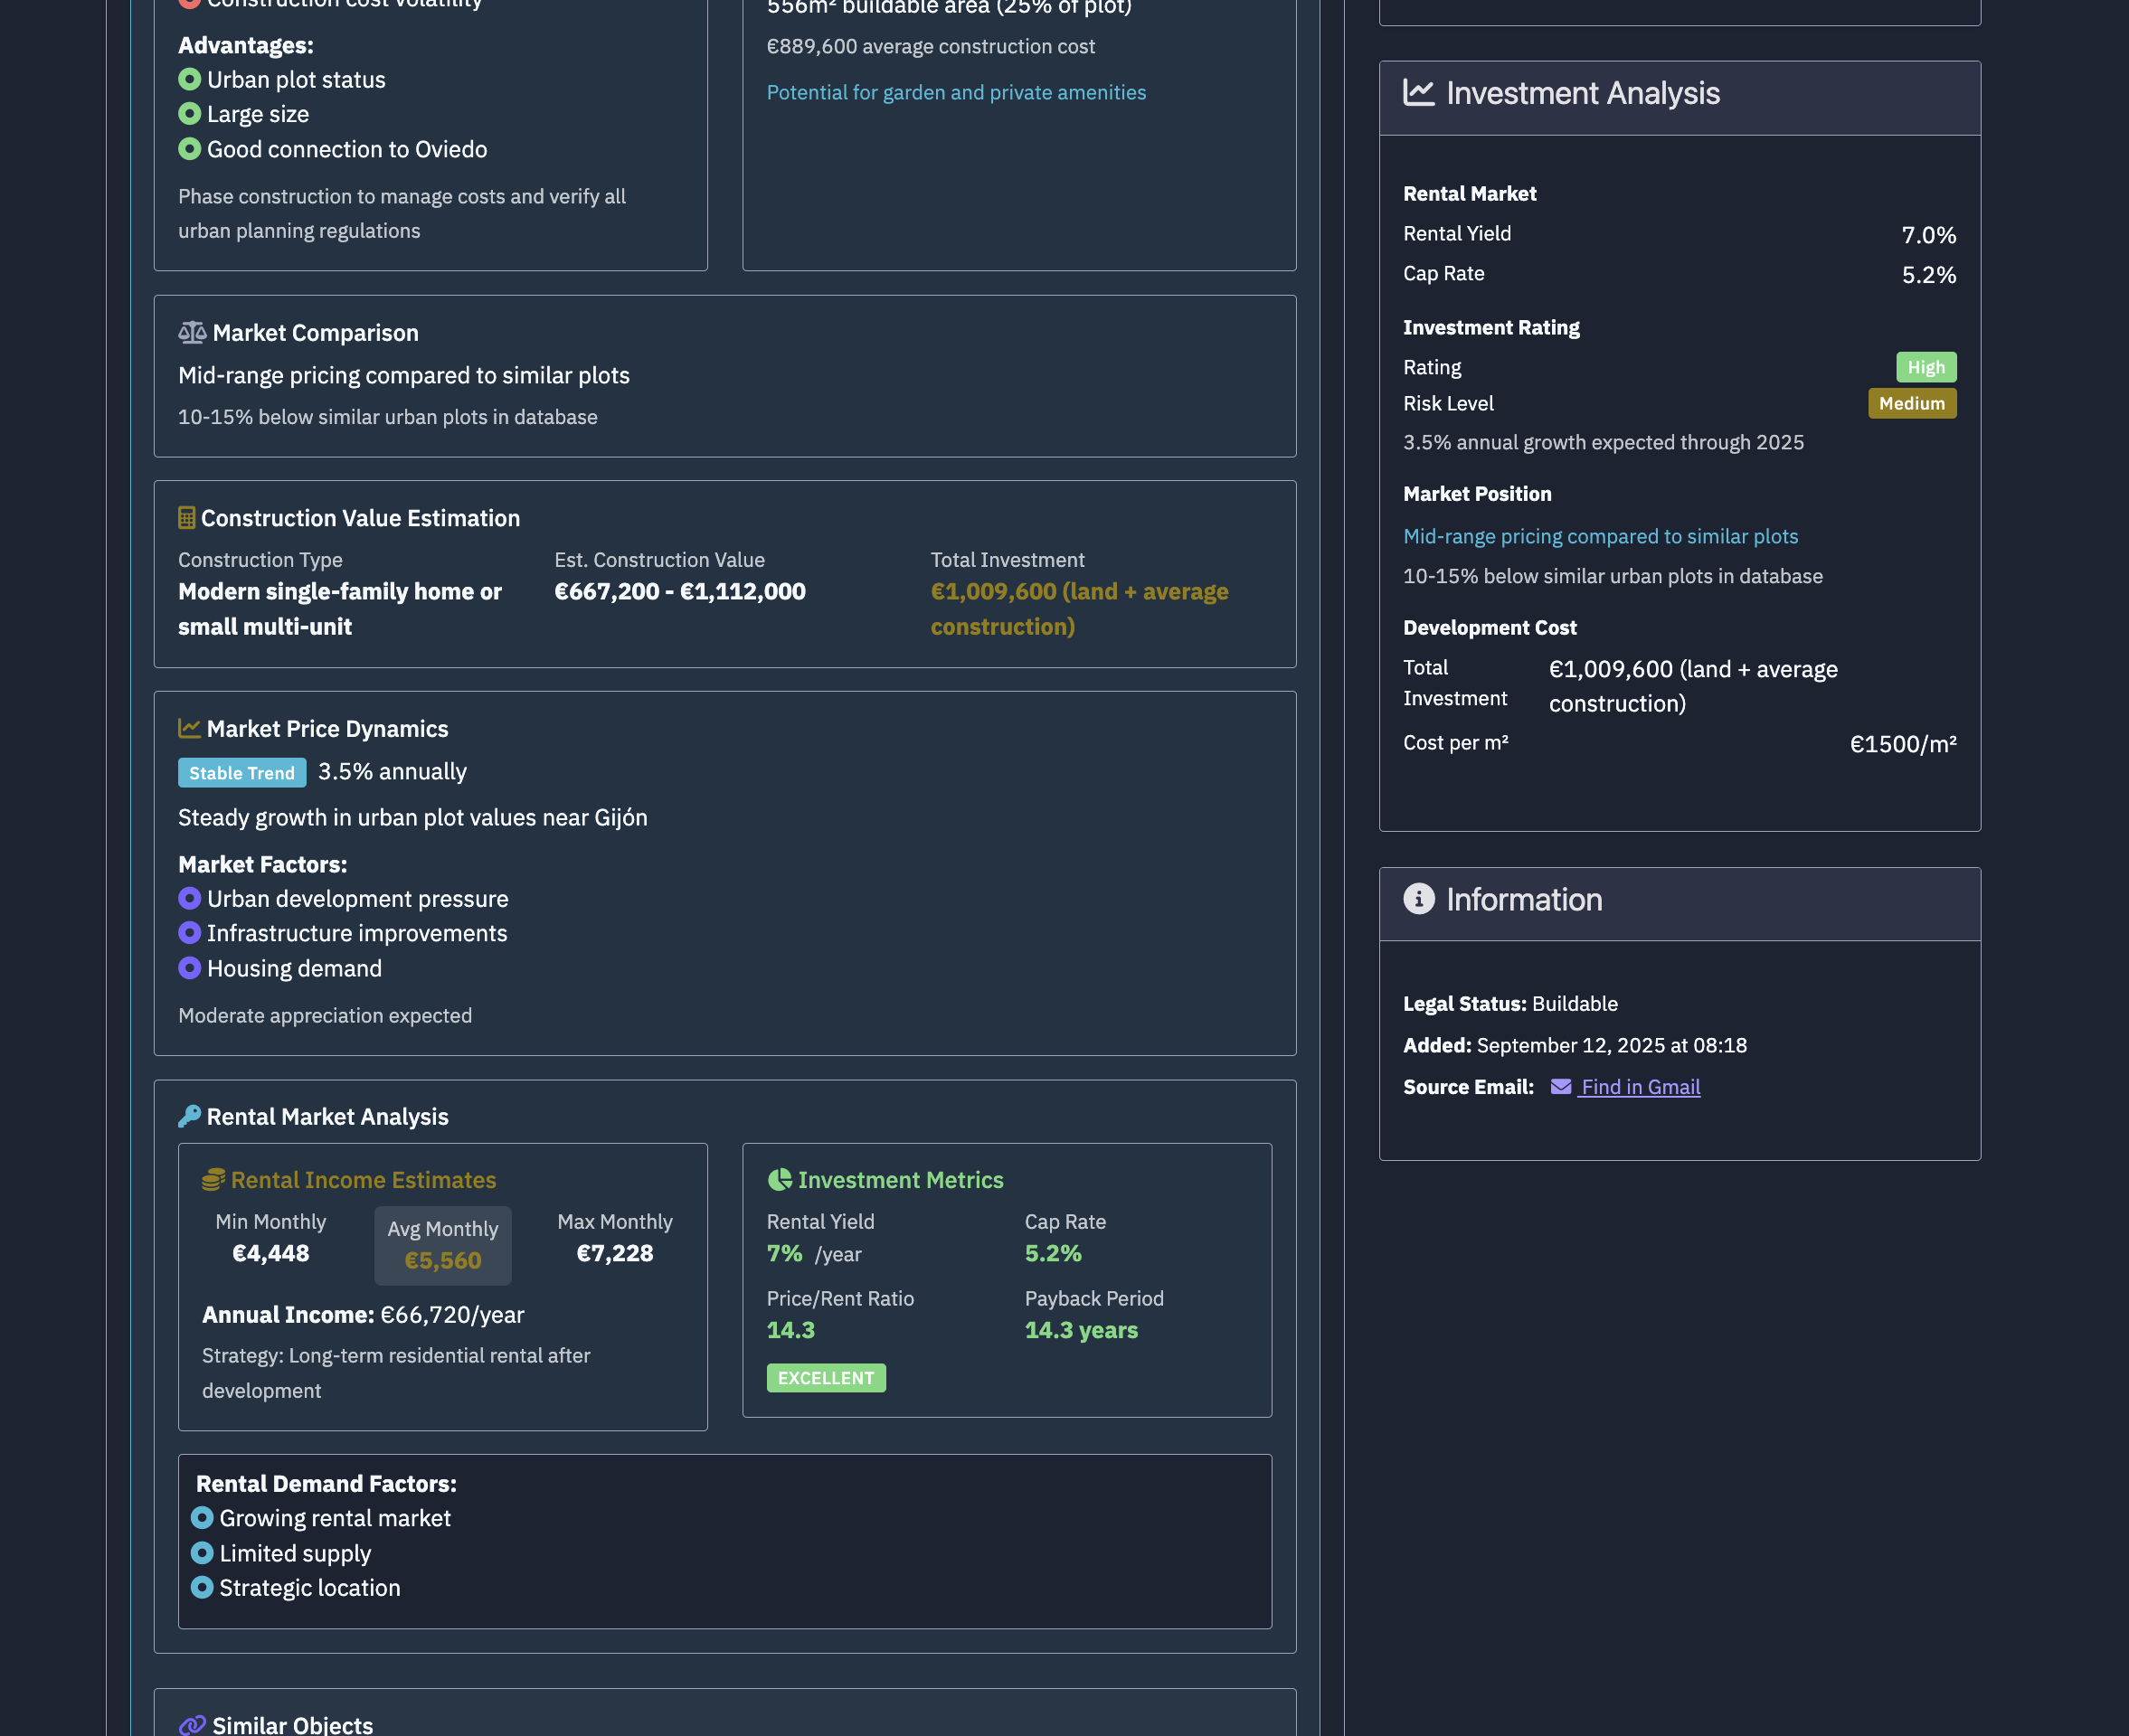 Construction cost volatility
Advantages:
Urban plot status
Large size
Good connection to Oviedo
Phase construction to manage costs and verify all
urban planning regulations
556m² buildable area (25% of plot)
€889,600 average construction cost
Potential for garden and private amenities
Market Comparison
Mid-range pricing compared to similar plots
10-15% below similar urban plots in database
Construction Value Estimation
Construction Type
Modern single-family home or
small multi-unit
Est. Construction Value
€667,200 - €1,112,000
Total Investment
€1,009,600 (land + average
construction)
Market Price Dynamics
Stable Trend 3.5% annually
Steady growth in urban plot values near Gijón
Market Factors:
Urban development pressure
Infrastructure improvements
Housing demand
Moderate appreciation expected
Rental Market Analysis
Rental Income Estimates
Min Monthly
€4,448
Avg Monthly
€5,560
Max Monthly
€7,228
Annual Income: €66,720/year
Strategy: Long-term residential rental after
development
Investment Metrics
Rental Yield
7% /year
Cap Rate
5.2%
Price/Rent Ratio
14.3
Payback Period
14.3 years
EXCELLENT
Rental Demand Factors:
Growing rental market
Limited supply
Strategic location
Similar Objects
Investment Analysis
Rental Market
Rental Yield 7.0%
Cap Rate 5.2%
Investment Rating
Rating High
Risk Level Medium
3.5% annual growth expected through 2025
Market Position
Mid-range pricing compared to similar plots
10-15% below similar urban plots in database
Development Cost
Total
Investment
€1,009,600 (land + average
construction)
Cost per m² €1500/m²
Information
Legal Status: Buildable
Added: September 12, 2025 at 08:18
Source Email: Find in Gmail